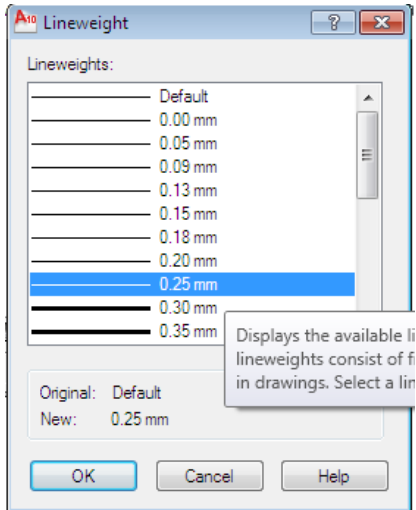 A10 Lineweight
Lineweights:
Default
0.00 mm
0.05 mm
0.09 mm
0.13 mm
0.15 mm
0.18 mm
0.20 mm
0.25 mm
0.30 mm
0.35 mm
Displays the available
lineweights consist of
in drawings. Select a
Original: Default
New: 0.25 mm
OK Cancel Help